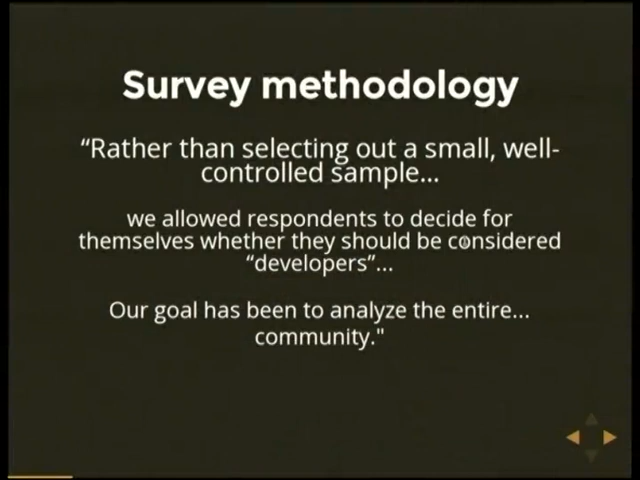 Survey methodology
“Rather than selecting out a small, well-
controlled sample...
we allowed respondents to decide for
themselves whether they should be considered
“developers”...
Our goal has been to analyze the entire...
community."